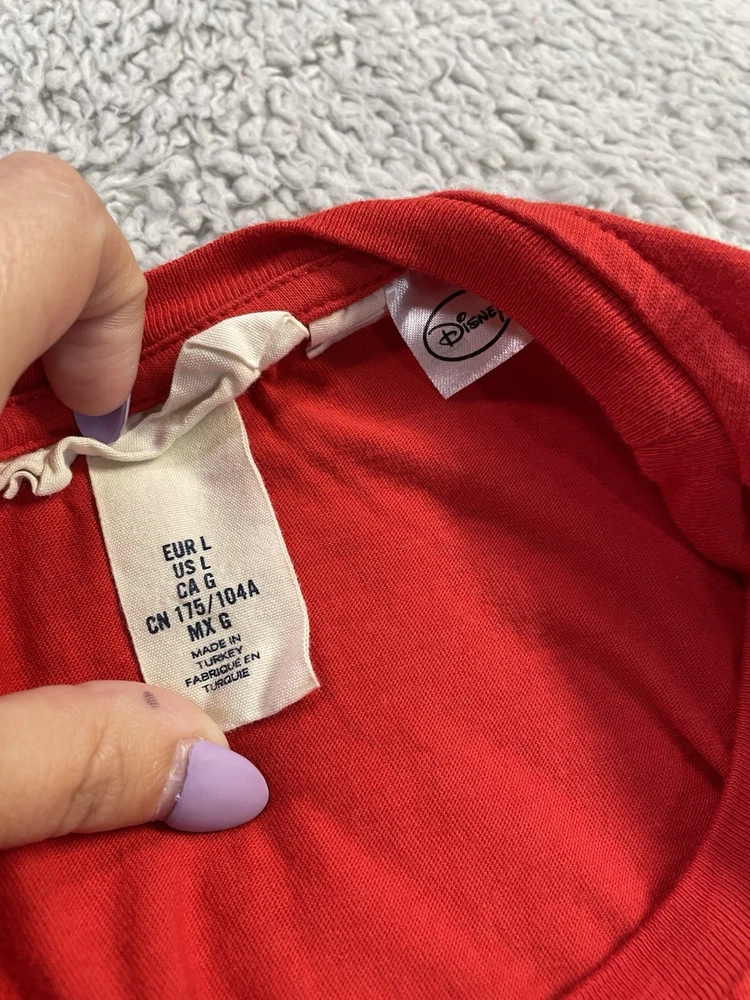 DISNEY
EUR L
US L
CA G
CN 175/104A
MX G
MADE IN
TURKEY
FABRIQUE EN
TURQUIE